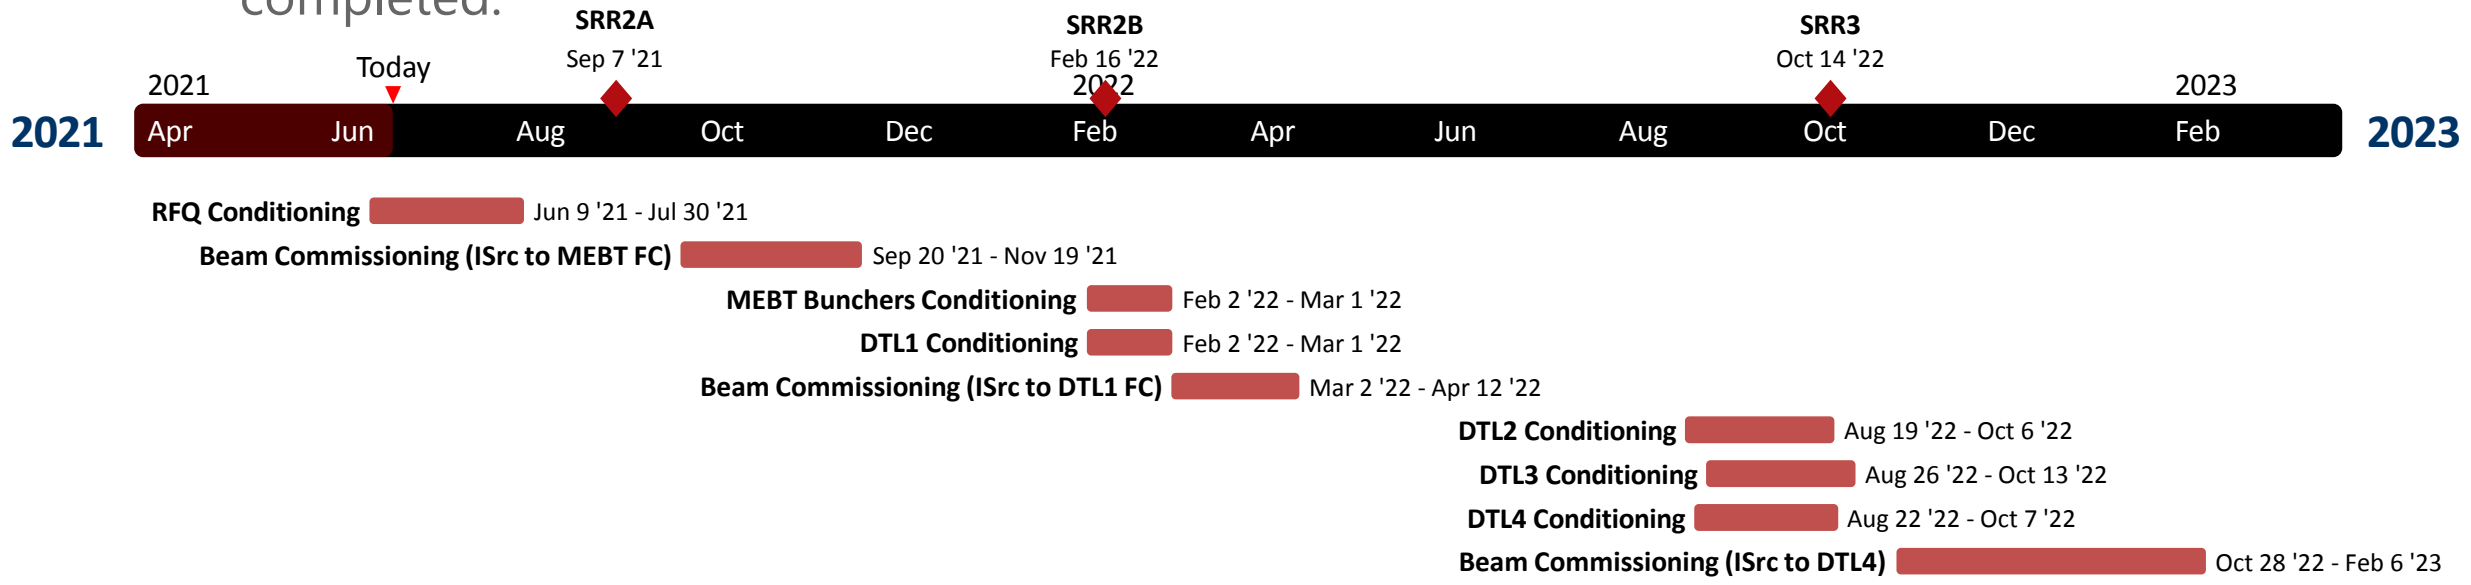 completed.
SRR2A
Sep 7 '21
SRR2B
Feb 16 '22
SRR3
Oct 14 '22
Today
2021
2022
2023
2021 Apr Jun Aug Oct Dec Feb Apr Jun Aug Oct Dec Feb 2023
RFQ Conditioning Jun 9 '21 - Jul 30 '21
Beam Commissioning (ISrc to MEBT FC) Sep 20 '21 - Nov 19 '21
MEBT Bunchers Conditioning Feb 2 '22 - Mar 1 '22
DTL1 Conditioning Feb 2 '22 - Mar 1 '22
Beam Commissioning (ISrc to DTL1 FC) Mar 2 '22 - Apr 12 '22
DTL2 Conditioning Aug 19 '22 - Oct 6 '22
DTL3 Conditioning Aug 26 '22 - Oct 13 '22
DTL4 Conditioning Aug 22 '22 - Oct 7 '22
Beam Commissioning (ISrc to DTL4) Oct 28 '22 - Feb 6 '23